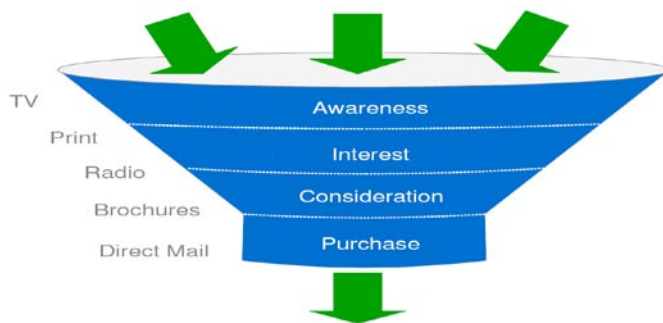 TV
Awareness
Print
Interest
Radio
Consideration
Brochures
Purchase
Direct Mail